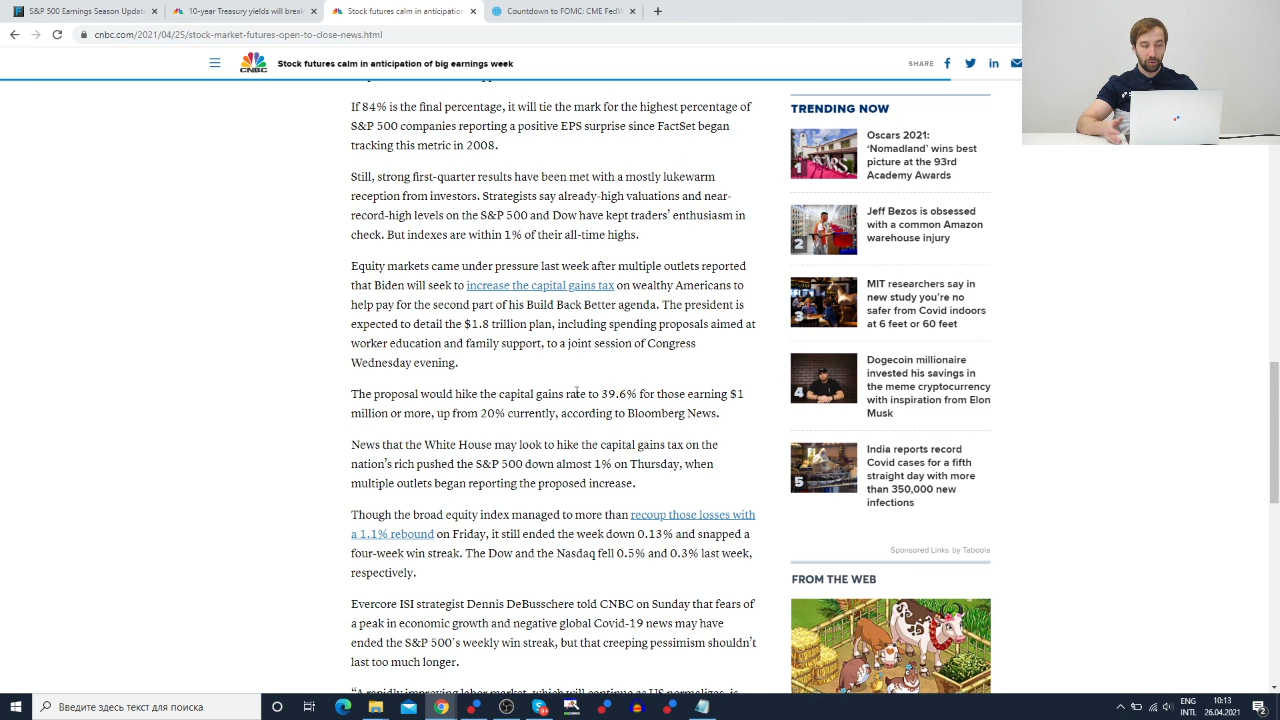 S&P 500 Earnings Season Update
10-year Treasury yields weak
Stock futures calm in anticipation
Countdown to FOMC: CME FedW
cnbc.com/2021/04/25/stock-market-futures-open-to-close-news.html
CNBC
Stock futures calm in anticipation of big earnings week
SHARE
If 84% is the final percentage, it will tie the mark for the highest percentage of
S&P 500 companies reporting a positive EPS surprise since FactSet began
tracking this metric in 2008.
Still, strong first-quarter results have been met with a mostly lukewarm
reception from investors. Strategists say already-high valuations and near-
record-high levels on the S&P 500 and Dow have kept traders’ enthusiasm in
check. But indexes are within 1% of their all-time highs.
Equity markets came under pressure last week after multiple outlets reported
that Biden will seek to increase the capital gains tax on wealthy Americans to
help pay for the second part of his Build Back Better agenda. The president is
expected to detail the $1.8 trillion plan, including spending proposals aimed at
worker education and family support, to a joint session of Congress
Wednesday evening.
The proposal would hike the capital gains rate to 39.6% for those earning $1
million or more, up from 20% currently, according to Bloomberg News.
News that the White House may look to hike the capital gains tax on the
nation’s rich pushed the S&P 500 down almost 1% on Thursday, when
multiple outlets began reporting the proposed increase.
Though the broad equity index managed to more than recoup those losses with
a 1.1% rebound on Friday, it still ended the week down 0.13% and snapped a
four-week win streak. The Dow and the Nasdaq fell 0.5% and 0.3% last week,
respectively.
Evercore ISI strategist Dennis DeBusschere told CNBC on Sunday that fears of
a peak in economic growth and negative global Covid-19 news may have
ended the S&P 500’s weekly win streak, but that creeping pessimism shouldn’t
last too much longer.
“A rapidly improving labor market, which will continue as US normalizes, is
TRENDING NOW
1
Oscars 2021:
‘Nomadland’ wins best
picture at the 93rd
Academy Awards
2
Jeff Bezos is obsessed
with a common Amazon
warehouse injury
3
MIT researchers say in
new study you’re no
safer from Covid indoors
at 6 feet or 60 feet
4
Dogecoin millionaire
invested his savings in
the meme cryptocurrency
with inspiration from Elon
Musk
5
India reports record
Covid cases for a fifth
straight day with more
than 350,000 new
infections
Sponsored Links by Taboola
FROM THE WEB
Введите здесь текст для поиска
ENG
INTL
10:13
26.04.2021
2